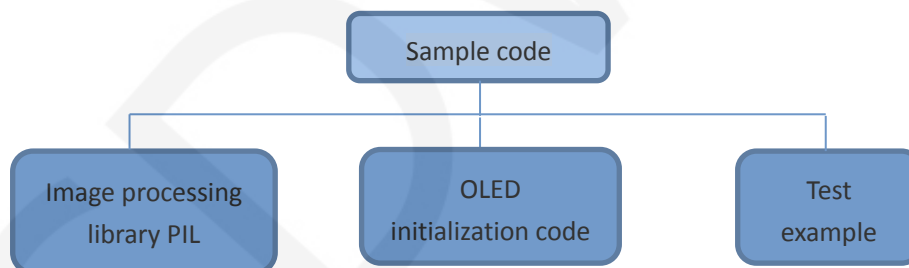 Sample code
Image processing
library PIL
OLED
initialization code
Test
example